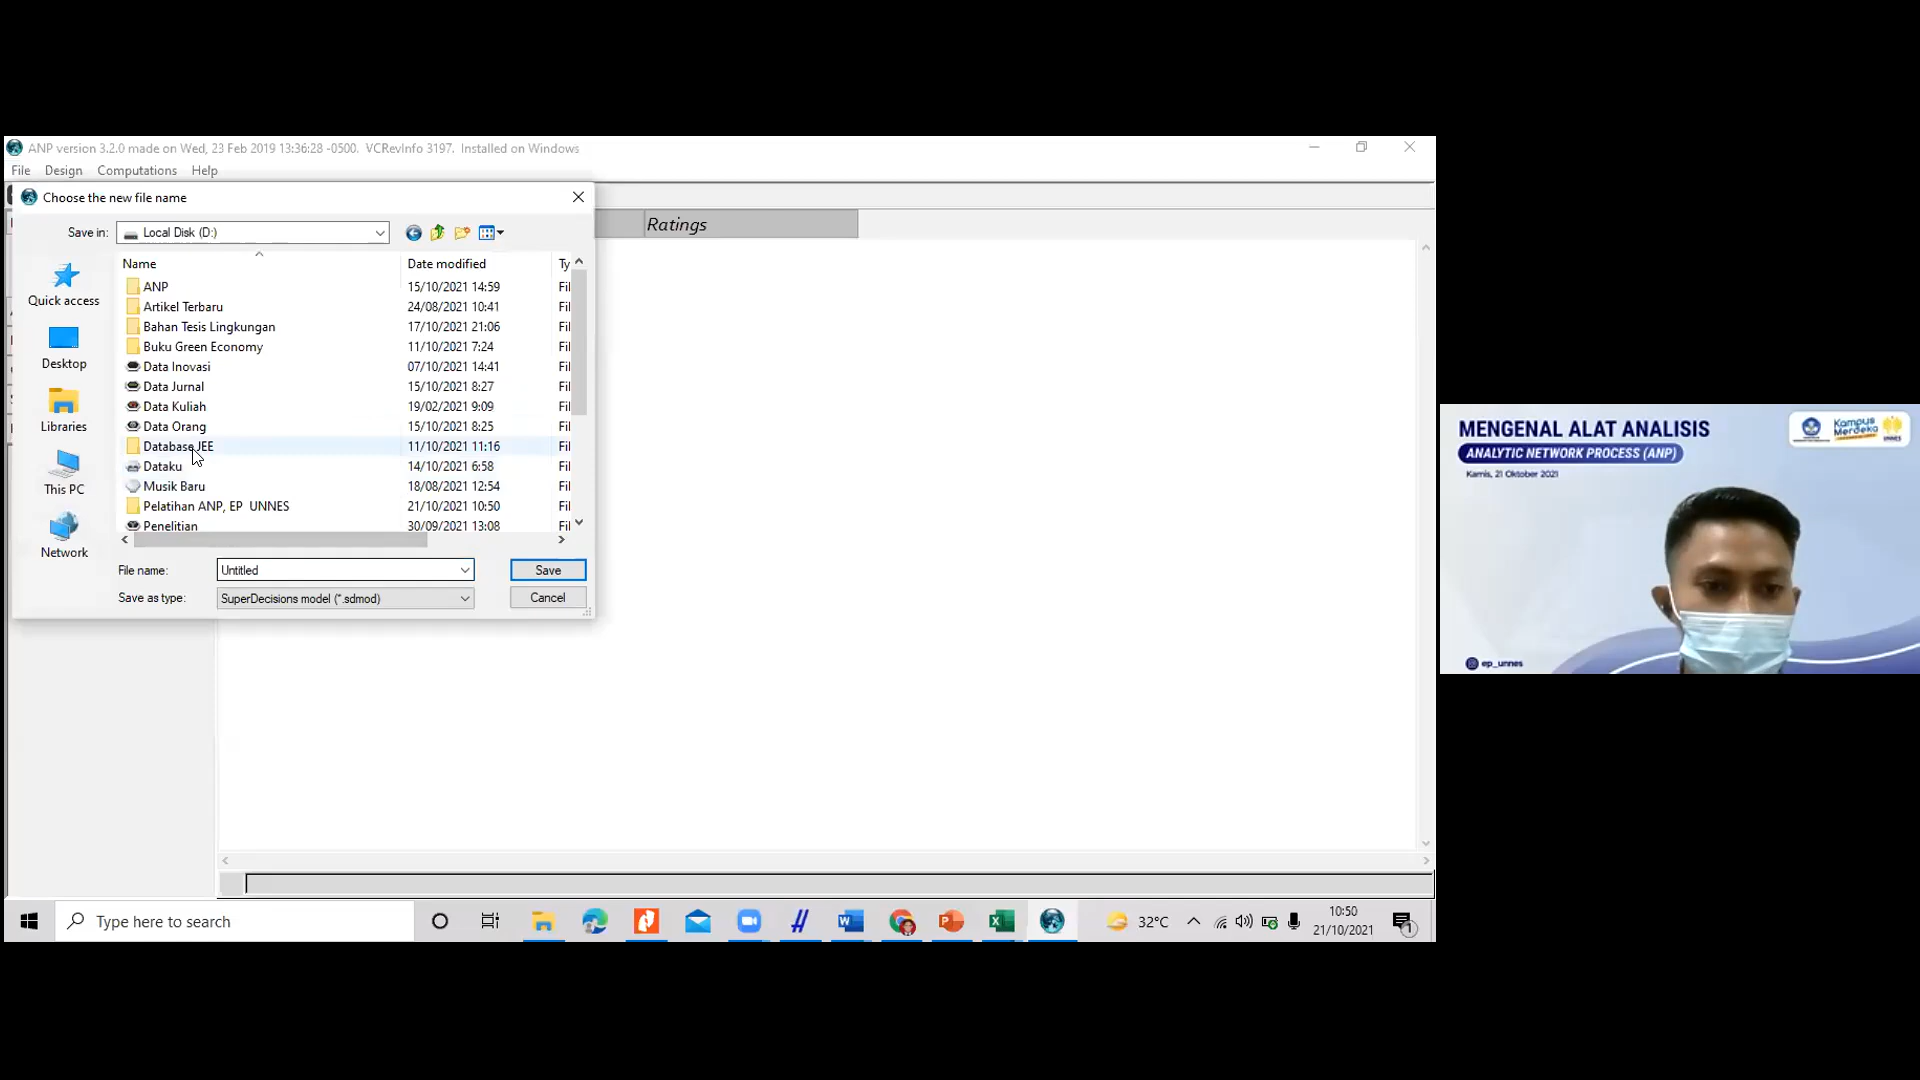 ANP version 3.2.0 made on Wed, 23 Feb 2019 13:36:28 -0500. VCRevInfo 3197. Installed on Windows
File Design Computations Help
Choose the new file name
Save in: Local Disk (D:)
Ratings
Name Date modified Ty
ANP 15/10/2021 14:59 Fil
Artikel Terbaru 24/08/2021 10:41 Fil
Bahan Tesis Lingkungan 17/10/2021 21:06 Fil
Buku Green Economy 11/10/2021 7:24 Fil
Data Inovasi 07/10/2021 14:41 Fil
Data Jurnal 15/10/2021 8:27 Fil
Data Kuliah 19/02/2021 9:09 Fil
Data Orang 15/10/2021 8:25 Fil
Database JEE 11/10/2021 11:16 Fil
Dataku 14/10/2021 6:58 Fil
Musik Baru 18/08/2021 12:54 Fil
Pelatihan ANP, EP UNNES 21/10/2021 10:50 Fil
Penelitian 30/09/2021 13:08 Fil
Quick access
Desktop
Libraries
This PC
Network
File name: Untitled Save
Save as type: SuperDecisions model (*.sdmod) Cancel
MENGENAL ALAT ANALISIS
ANALYTIC NETWORK PROCESS (ANP)
Kamis, 21 Oktober 2021
Kampus
Merdeka
UNNES
ep_unnes
Type here to search
32°C
10:50
21/10/2021
1